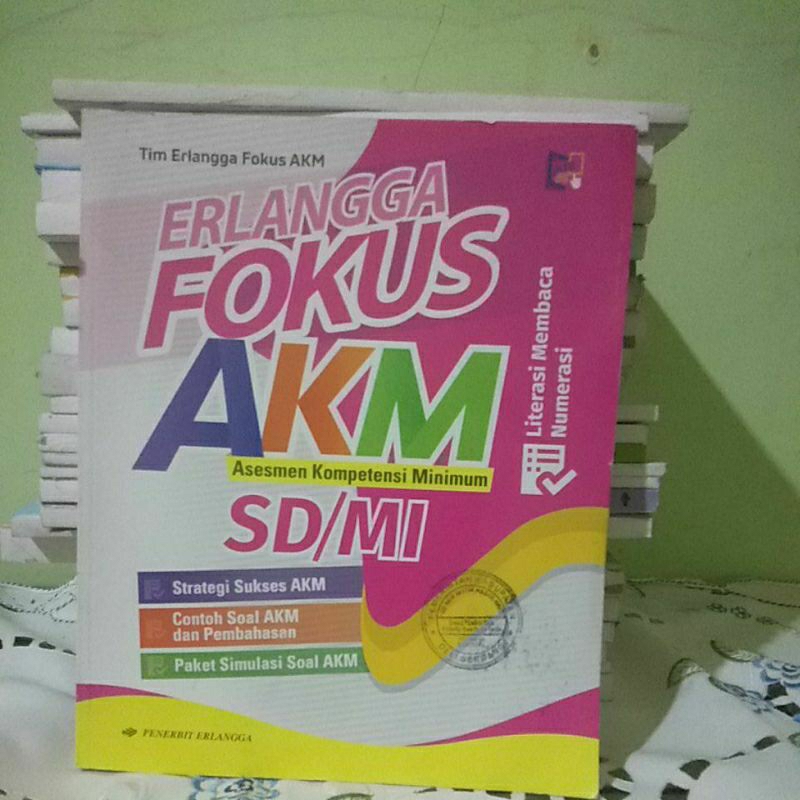 Tim Erlangga Fokus AKM
ERLANGGA
FOKUS
AKM
Asesmen Kompetensi Minimum
SD/MI
Literasi Membaca
Numerasi
Strategi Sukses AKM
Contoh Soal AKM
dan Pembahasan
Paket Simulasi Soal AKM
PENERBIT ERLANGGA